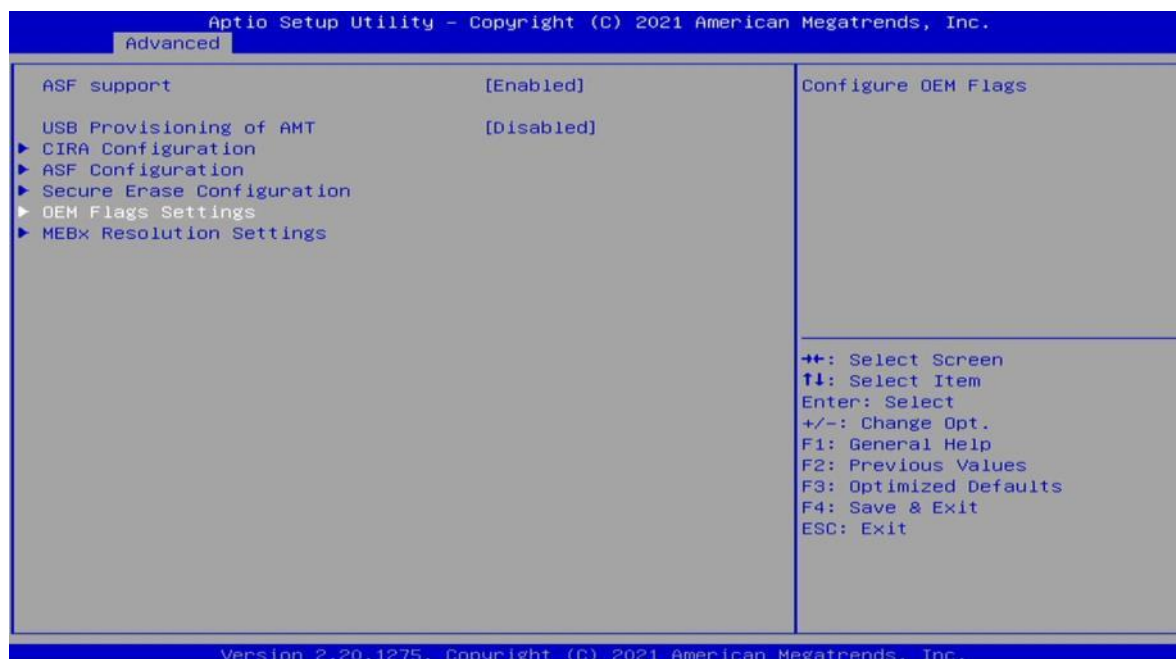 Aptio Setup Utility – Copyright (C) 2021 American Megatrends, Inc.
Advanced
ASF support [Enabled]
USB Provisioning of AMT [Disabled]
► CIRA Configuration
► ASF Configuration
► Secure Erase Configuration
► OEM Flags Settings
► MEBx Resolution Settings
Configure OEM Flags
→←: Select Screen
↑↓: Select Item
Enter: Select
+/-: Change Opt.
F1: General Help
F2: Previous Values
F3: Optimized Defaults
F4: Save & Exit
ESC: Exit
Version 2.20.1275. Copyright (C) 2021 American Megatrends, Inc.